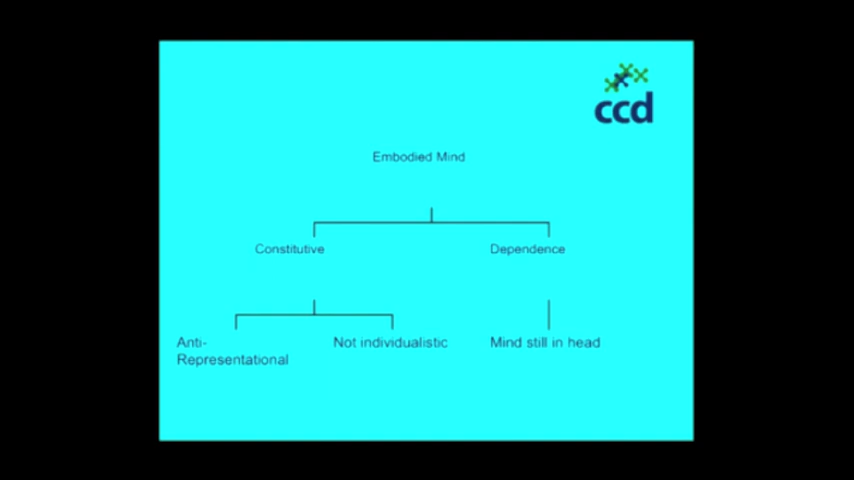 ccd
Embodied Mind
Constitutive
Dependence
Anti-
Representational
Not individualistic
Mind still in head